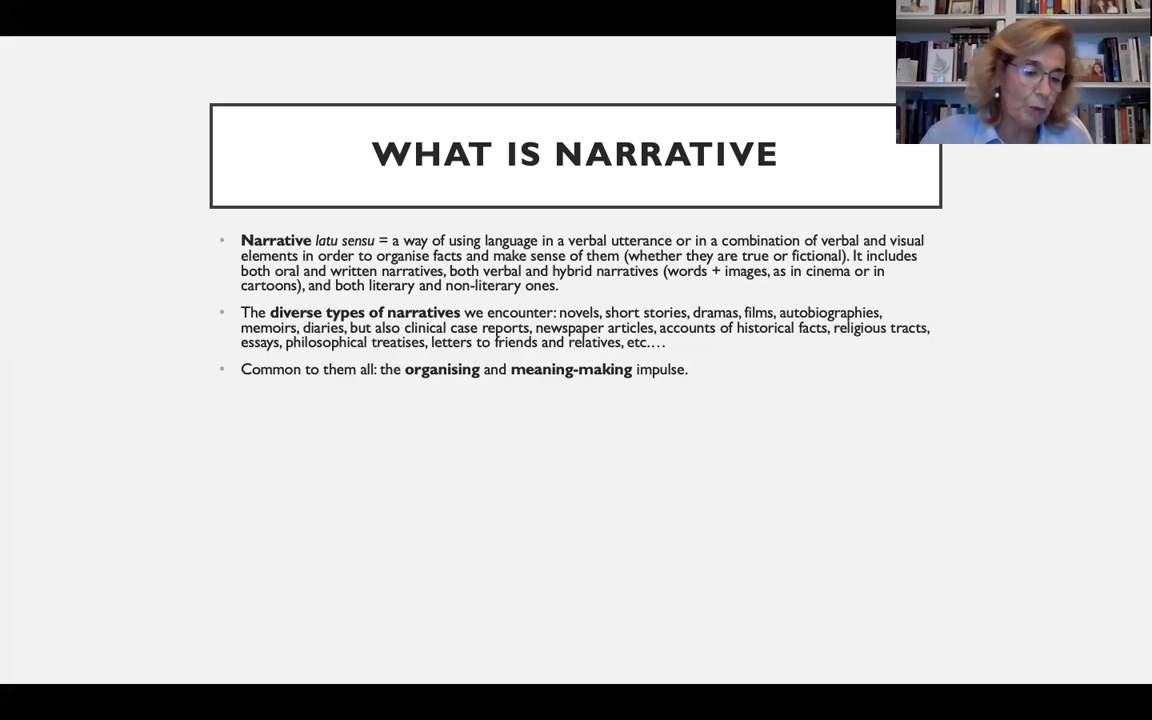 WHAT IS NARRATIVE
• Narrative latu sensu = a way of using language in a verbal utterance or in a combination of verbal and visual
elements in order to organise facts and make sense of them (whether they are true or fictional). It includes
both oral and written narratives, both verbal and hybrid narratives (words + images, as in cinema or in
cartoons), and both literary and non-literary ones.
• The diverse types of narratives we encounter: novels, short stories, dramas, films, autobiographies,
memoirs, diaries, but also clinical case reports, newspaper articles, accounts of historical facts, religious tracts,
essays, philosophical treatises, letters to friends and relatives, etc.…
• Common to them all: the organising and meaning-making impulse.